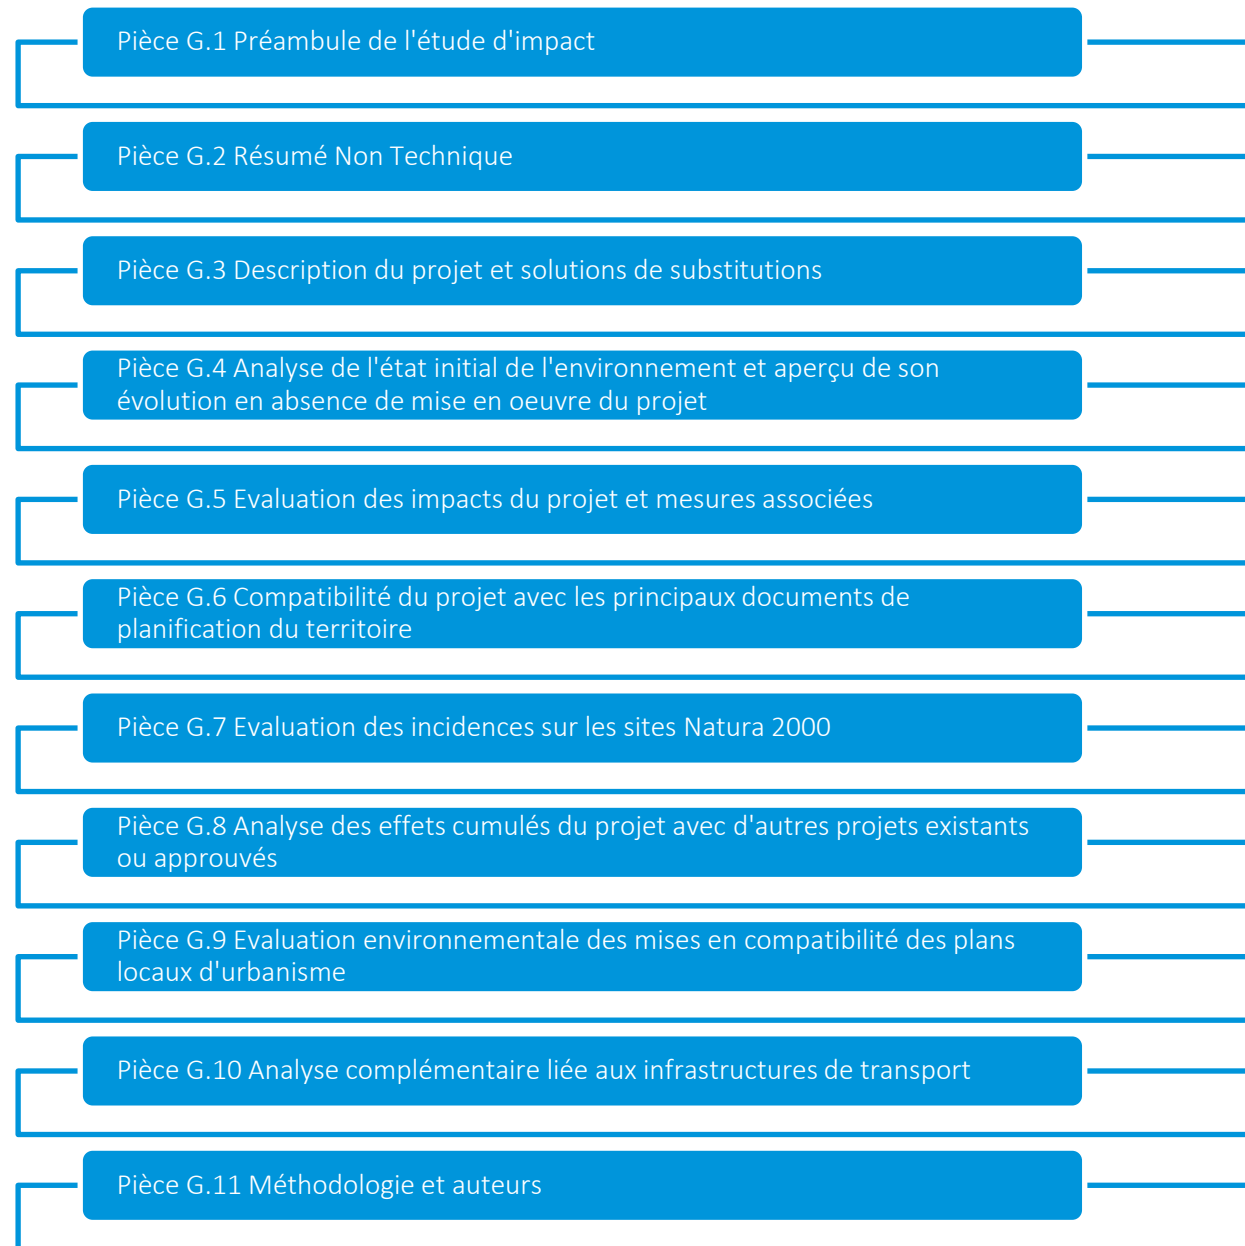 Pièce G.1 Préambule de l'étude d'impact
Pièce G.2 Résumé Non Technique
Pièce G.3 Description du projet et solutions de substitutions
Pièce G.4 Analyse de l'état initial de l'environnement et aperçu de son
évolution en absence de mise en oeuvre du projet
Pièce G.5 Evaluation des impacts du projet et mesures associées
Pièce G.6 Compatibilité du projet avec les principaux documents de
planification du territoire
Pièce G.7 Evaluation des incidences sur les sites Natura 2000
Pièce G.8 Analyse des effets cumulés du projet avec d'autres projets existants
ou approuvés
Pièce G.9 Evaluation environnementale des mises en compatibilité des plans
locaux d'urbanisme
Pièce G.10 Analyse complémentaire liée aux infrastructures de transport
Pièce G.11 Méthodologie et auteurs